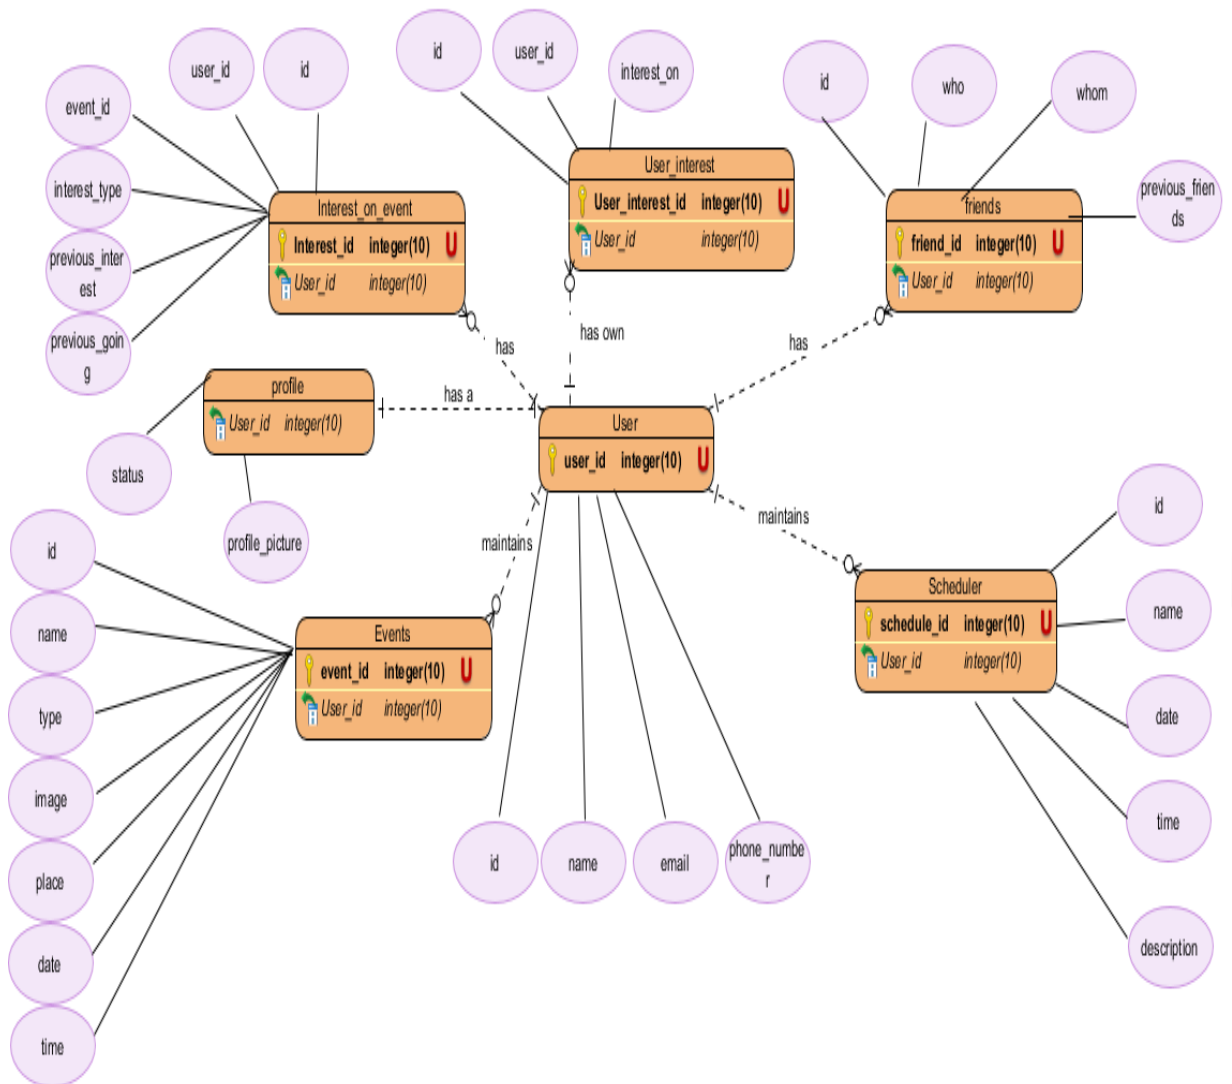 id
user_id
interest_on
user_id
id
event_id
interest_type
previous_inter
est
previous_goin
g
id
who
whom
previous_frien
ds
User_interest
User_interest_id integer(10) U
User_id integer(10)
Interest_on_event
Interest_id integer(10) U
User_id integer(10)
friends
friend_id integer(10) U
User_id integer(10)
has
has own
has
profile
User_id integer(10)
has a
status
profile_picture
User
user_id integer(10) U
maintains
maintains
id
name
type
image
place
date
time
Events
event_id integer(10) U
User_id integer(10)
id
name
email
phone_numbe
r
Scheduler
schedule_id integer(10) U
User_id integer(10)
id
name
date
time
description